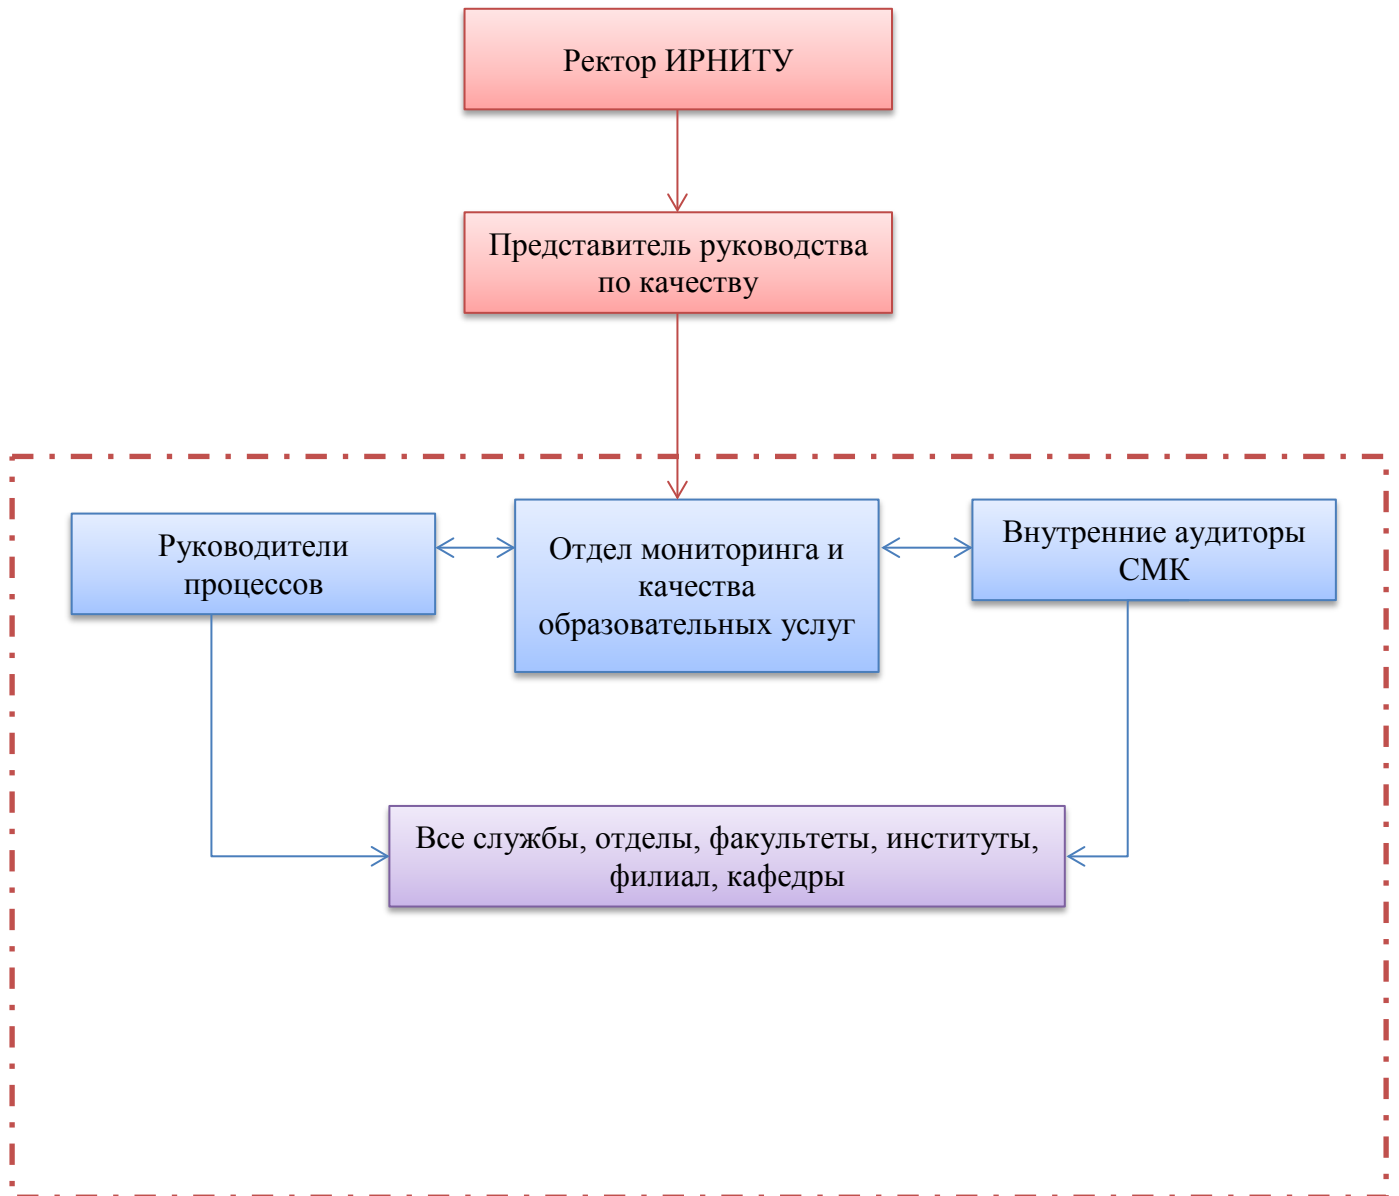 Ректор ИРНИТУ
Представитель руководства
по качеству
Руководители
процессов
Отдел мониторинга и
качества
образовательных услуг
Внутренние аудиторы
СМК
Все службы, отделы, факультеты, институты,
филиал, кафедры